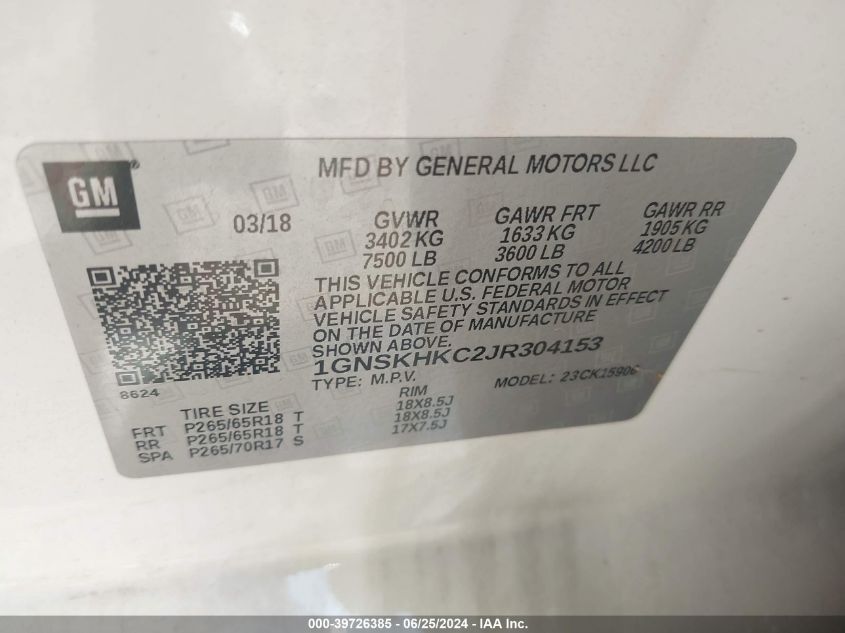 GM
MFD BY GENERAL MOTORS LLC
03/18
GVWR
3402 KG
7500 LB
GAWR FRT
1633 KG
3600 LB
GAWR RR
1905 KG
4200 LB
THIS VEHICLE CONFORMS TO ALL
APPLICABLE U.S. FEDERAL MOTOR
VEHICLE SAFETY STANDARDS IN EFFECT
ON THE DATE OF MANUFACTURE
SHOWN ABOVE.
1GNSKHKC2JR304153
TYPE: M.P.V.
MODEL: 23CK15906
8624
TIRE SIZE
RIM
FRT P265/65R18 T 18X8.5J
RR P265/65R18 T 18X8.5J
SPA P265/70R17 S 17X7.5J
000-39726385 - 06/25/2024 - IAA Inc.